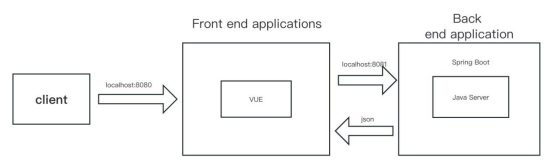 Front end applications
Back
end application
client
localhost:8080
VUE
localhost:8081
json
Spring Boot
Java Server